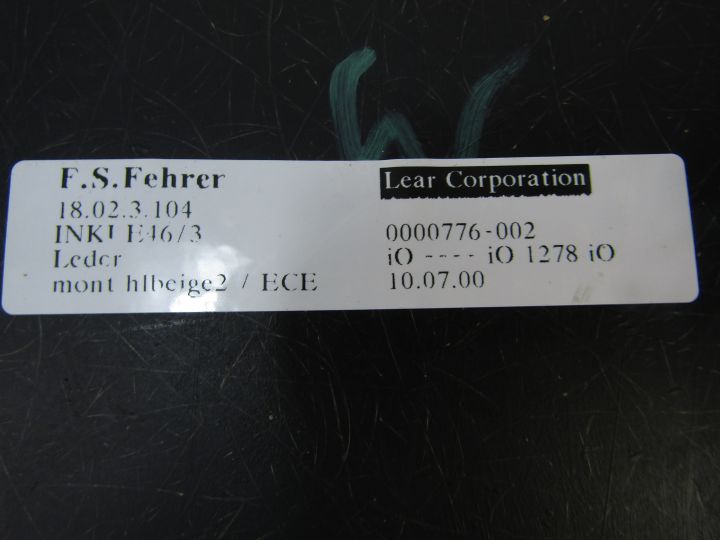 F.S.Fehrer
18.02.3.104
INKL E46/3
Leder
mont hlbeige2 / ECE
Lear Corporation
0000776-002
iO ---- iO 1278 iO
10.07.00